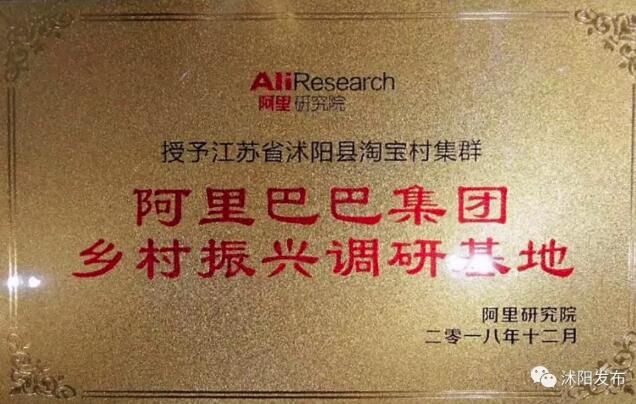 AliResearch
阿里研究院
授予江苏省沭阳县淘宝村集群
阿里巴巴集团
乡村振兴调研基地
阿里研究院
二零一八年十二月
沭阳发布